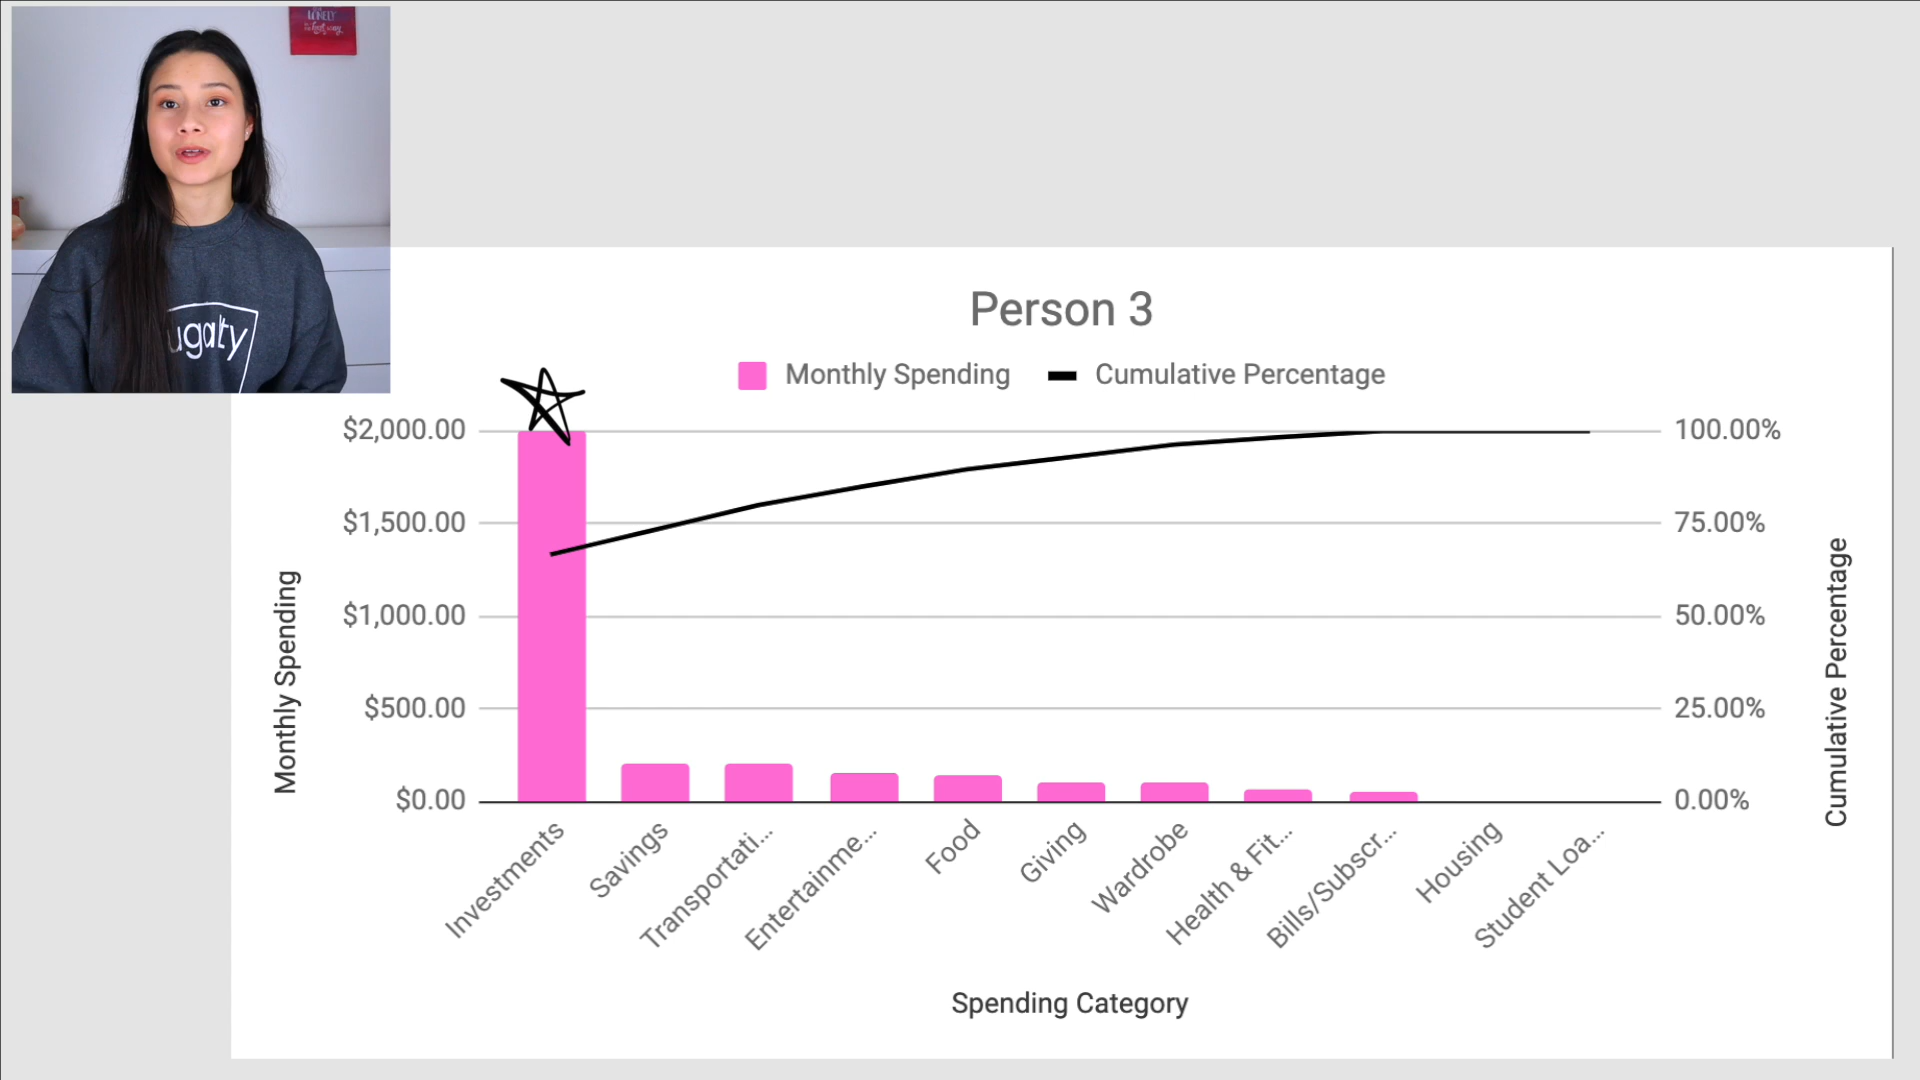 LONELY
ugalty
Person 3
Monthly Spending
Cumulative Percentage
$2,000.00
$1,500.00
$1,000.00
$500.00
$0.00
100.00%
75.00%
50.00%
25.00%
0.00%
Monthly Spending
Cumulative Percentage
Investments
Savings
Transportati...
Entertainme...
Food
Giving
Wardrobe
Health & Fit...
Bills/Subscr...
Housing
Student Loa...
Spending Category